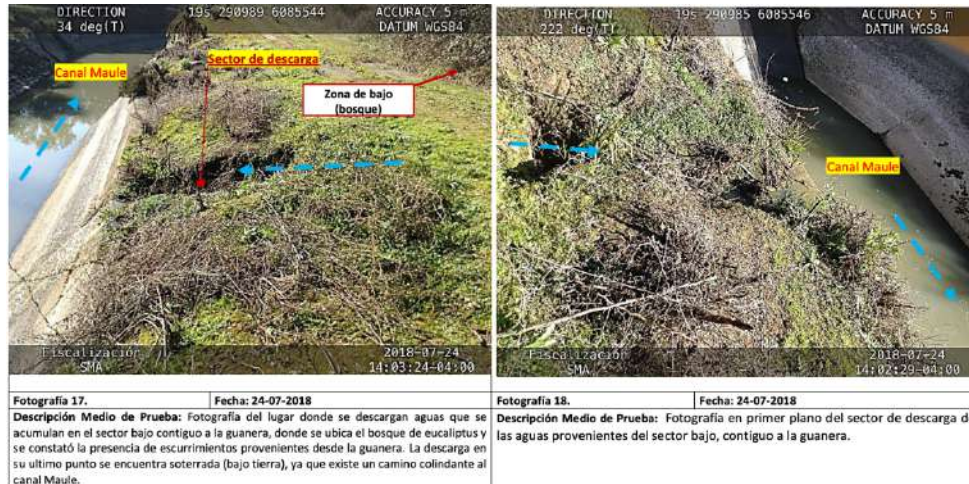 DIRECTION
34 deg(T)
19s 290989 6085544
ACCURACY 5 m
DATUM WGS84
Canal Maule
Sector de descarga
Zona de bajo
(bosque)
Fiscalización
SMA
2018-07-24
14:03:24-04:00
Fotografía 17.
Fecha: 24-07-2018
Descripción Medio de Prueba: Fotografía del lugar donde se descargan aguas que se
acumulan en el sector bajo contiguo a la guanera, donde se ubica el bosque de eucaliptus y
se constató la presencia de escurrimientos provenientes desde la guanera. La descarga en
su ultimo punto se encuentra soterrada (bajo tierra), ya que existe un camino colindante al
canal Maule.
DIRECTION
222 deg(T)
19s 290985 6085546
ACCURACY 5 m
DATUM WGS84
Canal Maule
Fiscalización
SMA
2018-07-24
14:02:29-04:00
Fotografía 18.
Fecha: 24-07-2018
Descripción Medio de Prueba: Fotografía en primer plano del sector de descarga d
las aguas provenientes del sector bajo, contiguo a la guanera.